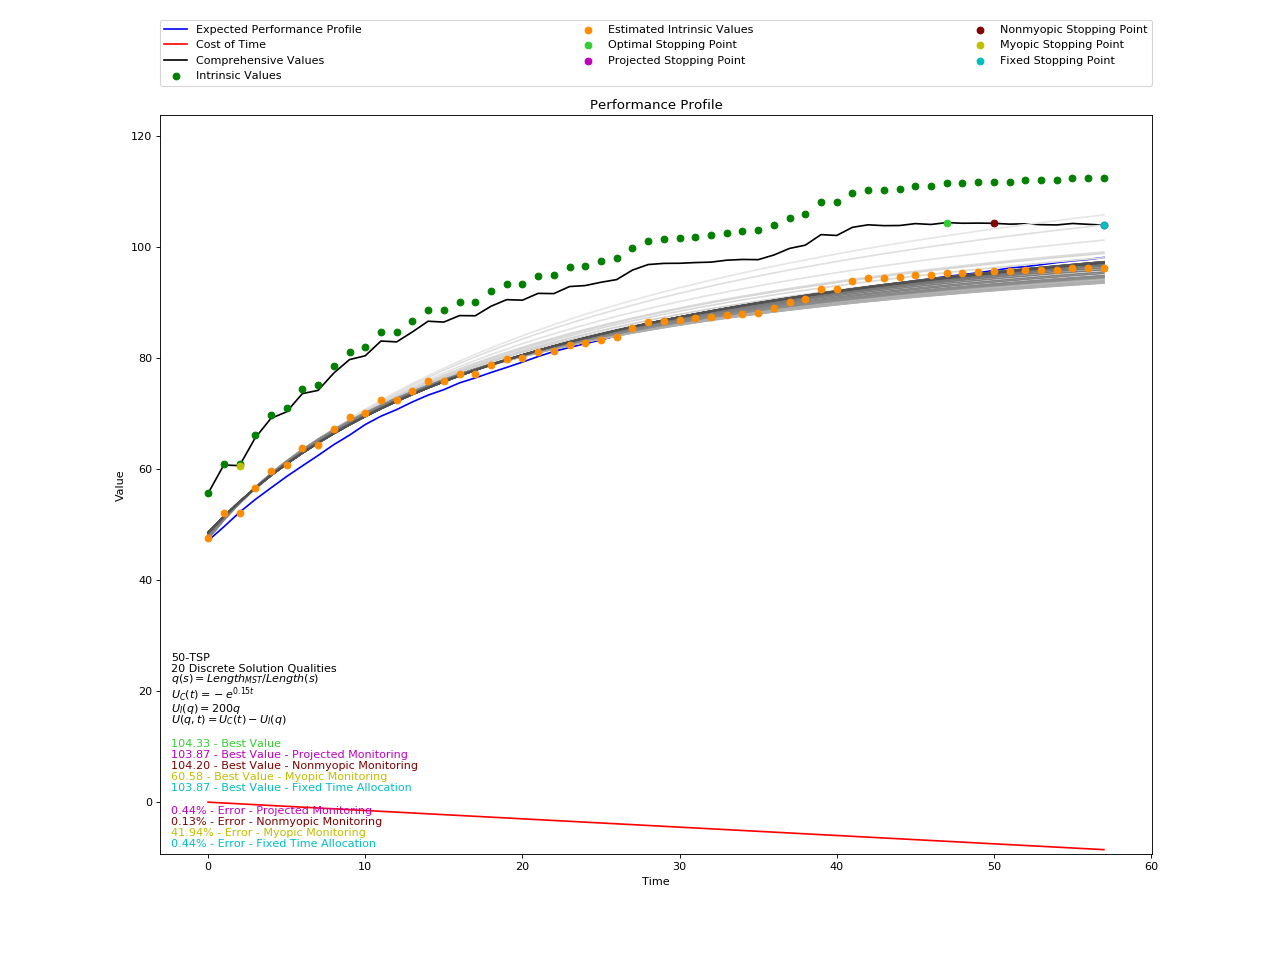 Expected Performance Profile
Cost of Time
Comprehensive Values
Intrinsic Values
Estimated Intrinsic Values
Optimal Stopping Point
Projected Stopping Point
Nonmyopic Stopping Point
Myopic Stopping Point
Fixed Stopping Point
Performance Profile
120
100
80
60
40
20
0
Value
50-TSP
20 Discrete Solution Qualities
q(s) = Length_{MST}/Length(s)
U_C(t) = − e^{0.15t}
U_I(q) = 200q
U(q, t) = U_C(t) − U_I(q)
104.33 - Best Value
103.87 - Best Value - Projected Monitoring
104.20 - Best Value - Nonmyopic Monitoring
60.58 - Best Value - Myopic Monitoring
103.87 - Best Value - Fixed Time Allocation
0.44% - Error - Projected Monitoring
0.13% - Error - Nonmyopic Monitoring
41.94% - Error - Myopic Monitoring
0.44% - Error - Fixed Time Allocation
0 10 20 30 40 50 60
Time